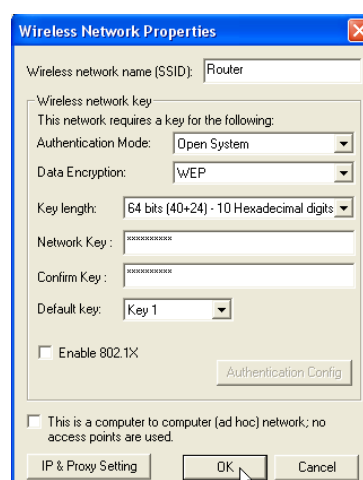 Wireless Network Properties
Wireless network name (SSID): Router
Wireless network key
This network requires a key for the following:
Authentication Mode: Open System
Data Encryption: WEP
Key length: 64 bits (40+24) - 10 Hexadecimal digits
Network Key : **********
Confirm Key : **********
Default key: Key 1
Enable 802.1X
Authentication Config
This is a computer to computer (ad hoc) network; no
access points are used.
IP & Proxy Setting OK Cancel